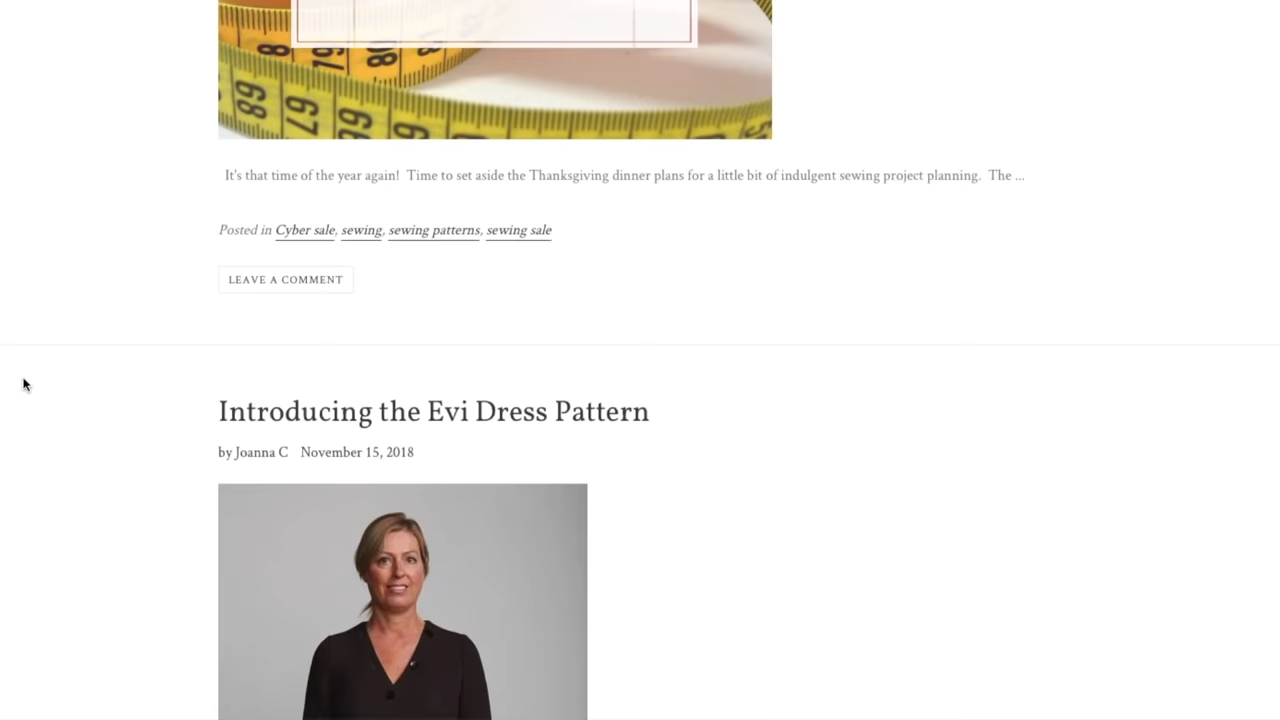 It's that time of the year again!  Time to set aside the Thanksgiving dinner plans for a little bit of indulgent sewing project planning.  The ...
Posted in Cyber sale, sewing, sewing patterns, sewing sale
LEAVE A COMMENT
Introducing the Evi Dress Pattern
by Joanna C   November 15, 2018